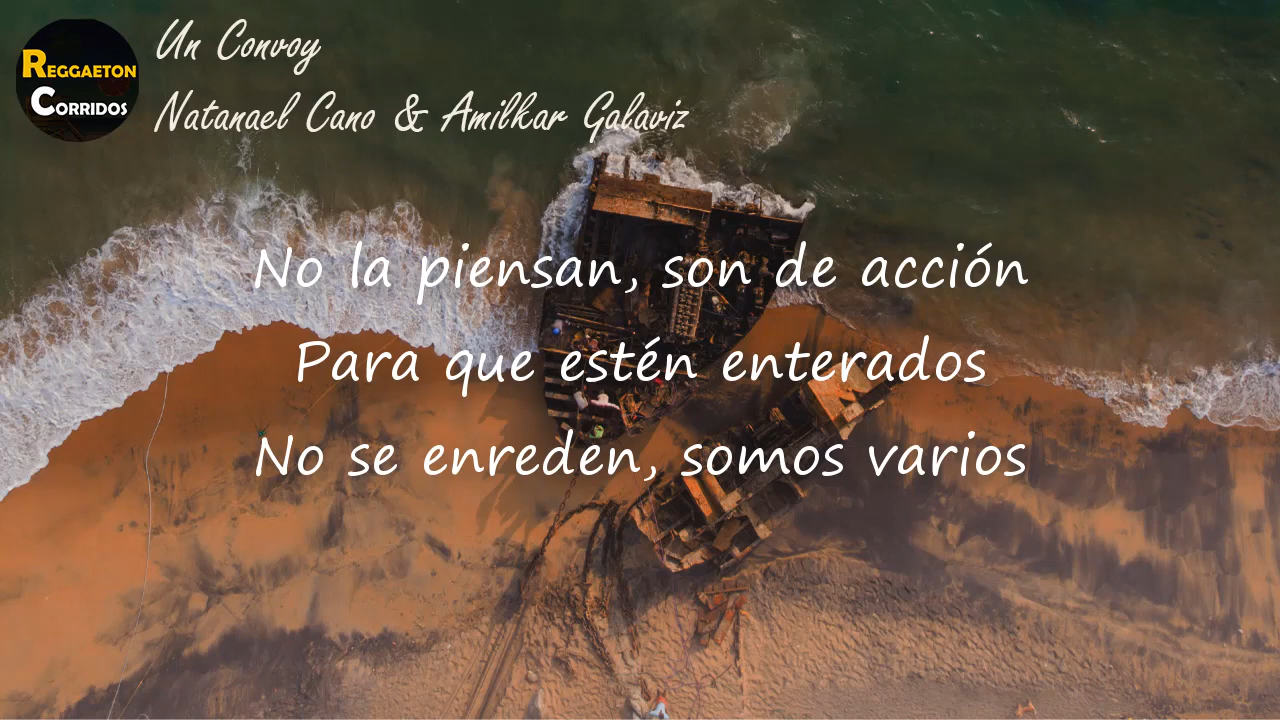 REGGAETON
CORRIDOS
Un Convoy
Natanael Cano & Amilkar Galaviz
No la piensan, son de acción
Para que estén enterados
No se enreden, somos varios